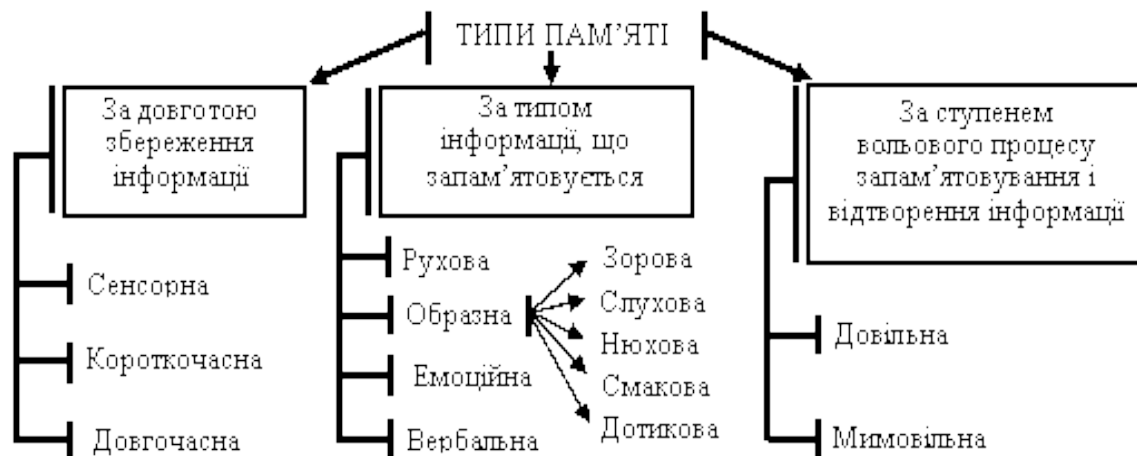 ТИПИ ПАМ’ЯТІ
За довготою
збереження
інформації
За типом
інформації, що
запам’ятовується
За ступенем
вольового процесу
запам’ятовування і
відтворення інформації
Сенсорна
Короткочасна
Довгочасна
Рухова
Образна
Емоційна
Вербальна
Зорова
Слухова
Нюхова
Смакова
Дотикова
Довільна
Мимовільна